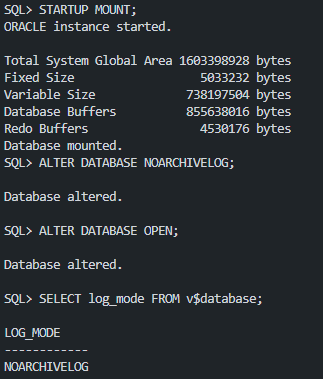 SQL> STARTUP MOUNT;
ORACLE instance started.
Total System Global Area 1603398928 bytes
Fixed Size 5033232 bytes
Variable Size 738197504 bytes
Database Buffers 855638016 bytes
Redo Buffers 4530176 bytes
Database mounted.
SQL> ALTER DATABASE NOARCHIVELOG;
Database altered.
SQL> ALTER DATABASE OPEN;
Database altered.
SQL> SELECT log_mode FROM v$database;
LOG_MODE
------------
NOARCHIVELOG